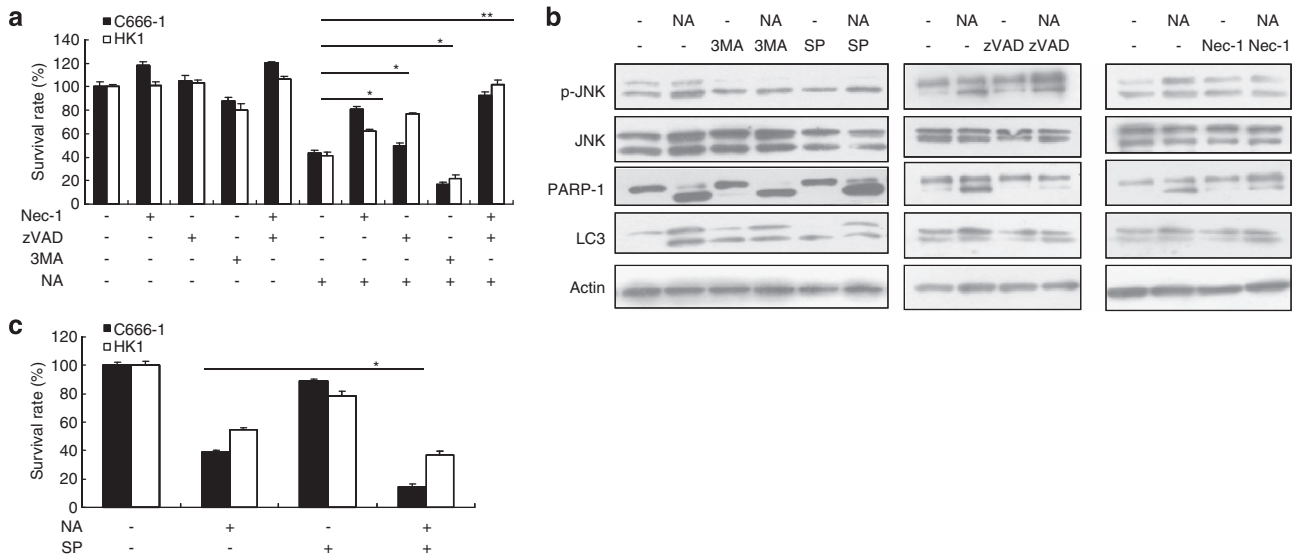 a
C666-1
HK1
**
*
*
*
140
120
100
80
60
40
20
0
Survival rate (%)
Nec-1 - + - - + - + - - +
zVAD - - + - + - - + - +
3MA - - - + - - - - + -
NA - - - - - + + + + +
b
- NA - NA - NA
- - 3MA 3MA SP SP
- NA - NA
- - zVAD zVAD
- NA - NA
- - Nec-1 Nec-1
p-JNK
JNK
PARP-1
LC3
Actin
c
C666-1
HK1
*
120
100
80
60
40
20
0
Survival rate (%)
NA - + - +
SP - - + +